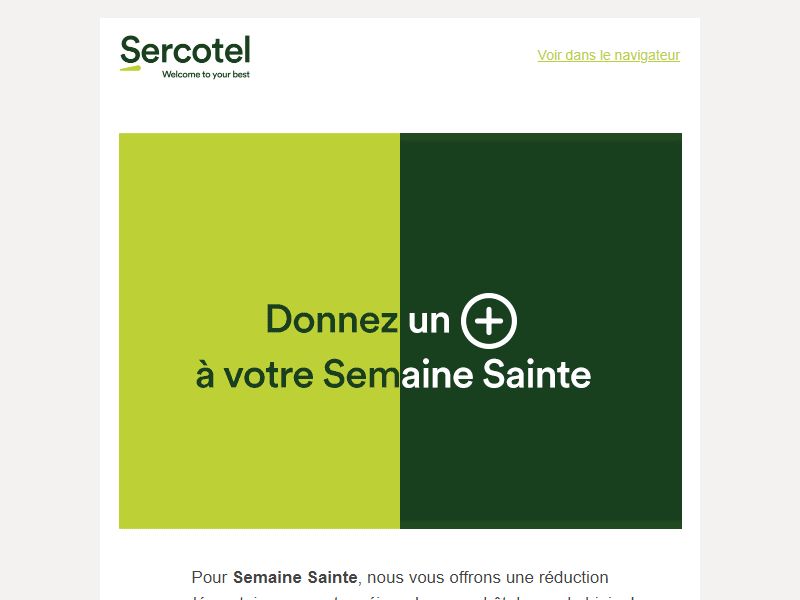 Sercotel
Welcome to your best
Voir dans le navigateur
Donnez un
à votre Semaine Sainte
Pour Semaine Sainte, nous vous offrons une réduction